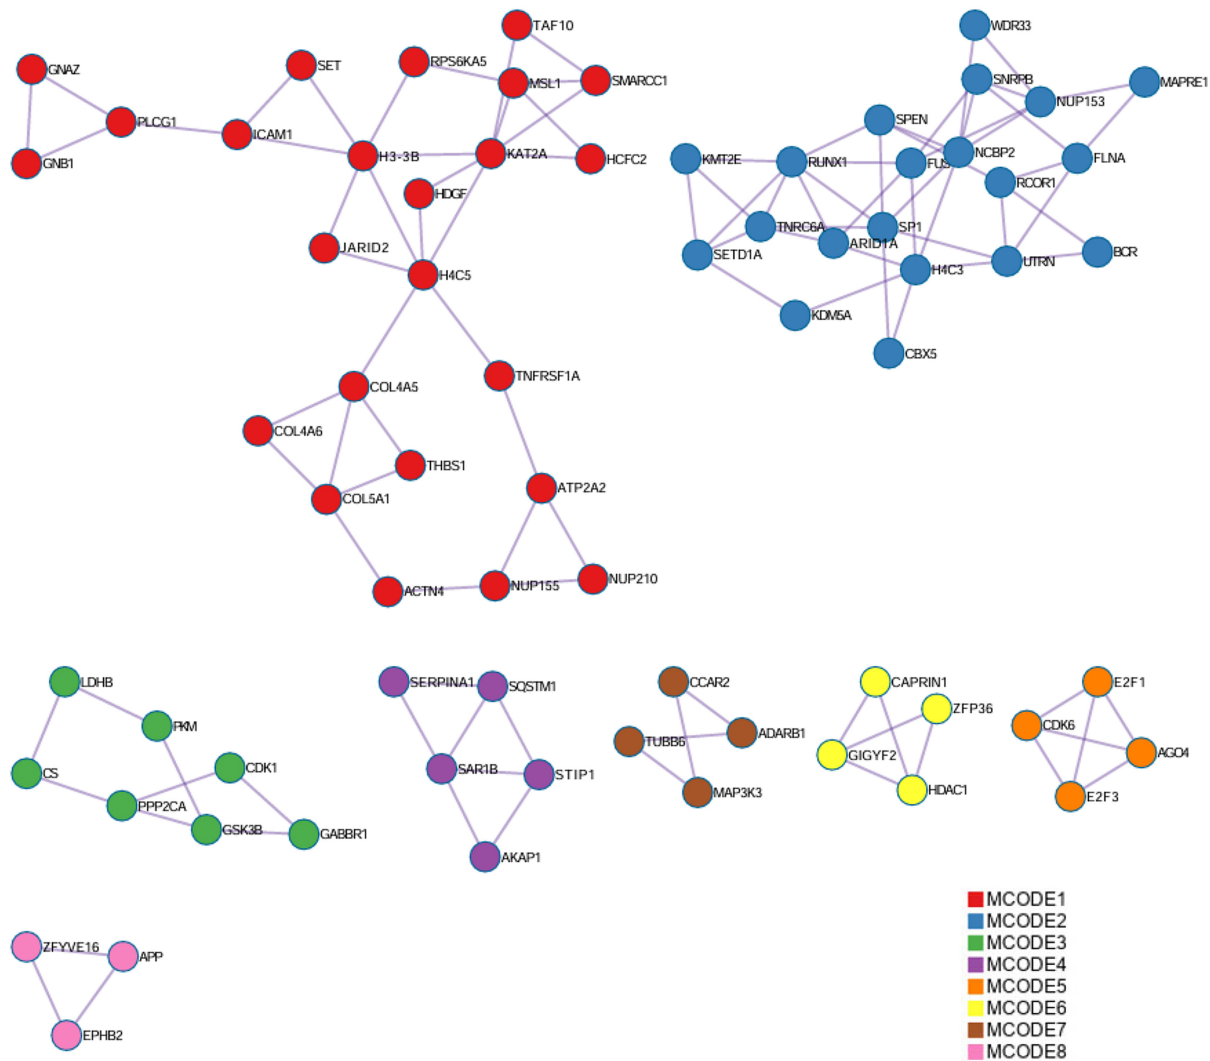 TAF10
WDR33
GNAZ
SET
RPS6KA5
MSL1
SMARCC1
SNRPB
NUP153
MAPRE1
PLCG1
ICAM1
SPEN
GNB1
H3-3B
KAT2A
HCFC2
KMT2E
RUNX1
FUS
NCBP2
FLNA
HDGF
RCOR1
JARID2
TNRC6A
SP1
ARID1A
H4C5
SETD1A
H4C3
UTRN
BCR
KDM5A
CBX5
COL4A5
TNFRSF1A
COL4A6
THBS1
COL5A1
ATP2A2
ACTN4
NUP155
NUP210
LDHB
SERPINA1
SQSTM1
CCAR2
CAPRIN1
E2F1
PKM
ZFP36
CDK6
TUBB6
ADARB1
GIGYF2
AGO4
CS
CDK1
SAR1B
STIP1
MAP3K3
HDAC1
E2F3
PPP2CA
GSK3B
GABBR1
AKAP1
ZFYVE16
APP
EPHB2
MCODE1
MCODE2
MCODE3
MCODE4
MCODE5
MCODE6
MCODE7
MCODE8